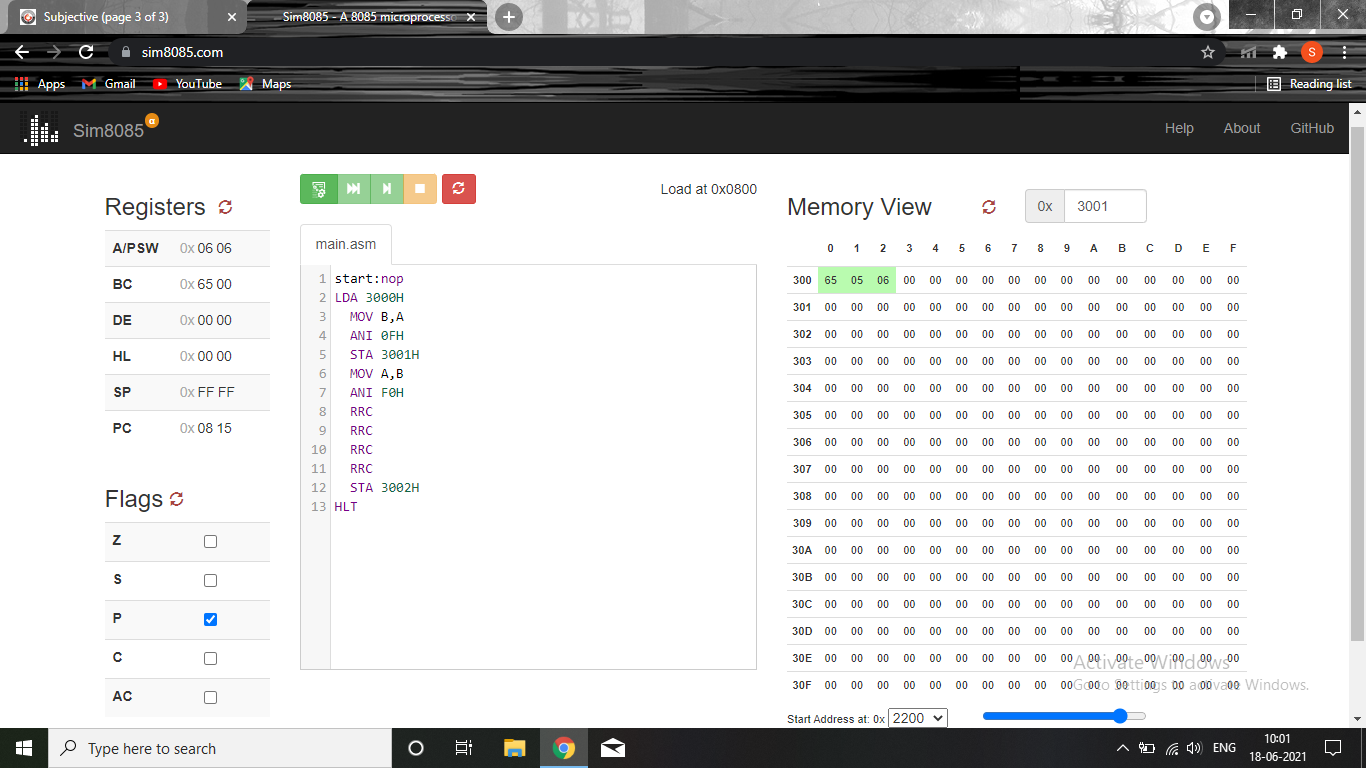 Subjective (page 3 of 3)
Sim8085 - A 8085 microprocesso
sim8085.com
S
Apps Gmail YouTube Maps Reading list
Sim8085 α
Help About GitHub
Load at 0x0800
Registers
A/PSW 0x 06 06
BC 0x 65 00
DE 0x 00 00
HL 0x 00 00
SP 0x FF FF
PC 0x 08 15
Flags
Z
S
P
C
AC
main.asm
1 start:nop
2 LDA 3000H
3 MOV B,A
4 ANI 0FH
5 STA 3001H
6 MOV A,B
7 ANI F0H
8 RRC
9 RRC
10 RRC
11 RRC
12 STA 3002H
13 HLT
Memory View 0x 3001
0 1 2 3 4 5 6 7 8 9 A B C D E F
300 65 05 06 00 00 00 00 00 00 00 00 00 00 00 00 00
301 00 00 00 00 00 00 00 00 00 00 00 00 00 00 00 00
302 00 00 00 00 00 00 00 00 00 00 00 00 00 00 00 00
303 00 00 00 00 00 00 00 00 00 00 00 00 00 00 00 00
304 00 00 00 00 00 00 00 00 00 00 00 00 00 00 00 00
305 00 00 00 00 00 00 00 00 00 00 00 00 00 00 00 00
306 00 00 00 00 00 00 00 00 00 00 00 00 00 00 00 00
307 00 00 00 00 00 00 00 00 00 00 00 00 00 00 00 00
308 00 00 00 00 00 00 00 00 00 00 00 00 00 00 00 00
309 00 00 00 00 00 00 00 00 00 00 00 00 00 00 00 00
30A 00 00 00 00 00 00 00 00 00 00 00 00 00 00 00 00
30B 00 00 00 00 00 00 00 00 00 00 00 00 00 00 00 00
30C 00 00 00 00 00 00 00 00 00 00 00 00 00 00 00 00
30D 00 00 00 00 00 00 00 00 00 00 00 00 00 00 00 00
30E 00 00 00 00 00 00 00 00 00 00 00 00 00 00 00 00
30F 00 00 00 00 00 00 00 00 00 00 00 00 00 00 00 00
Activate Windows
Go to Settings to activate Windows.
Start Address at: 0x 2200
Type here to search
ENG
10:01
18-06-2021